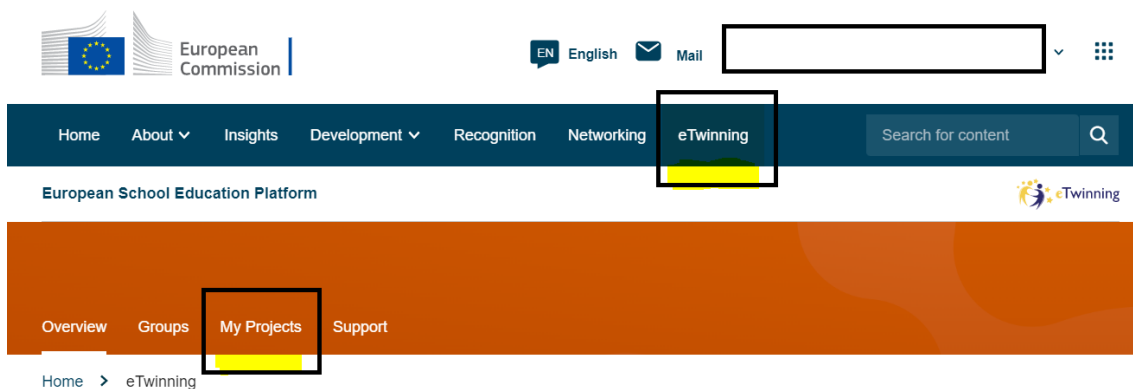 European
Commission
EN English Mail
Home About Insights Development Recognition Networking eTwinning Search for content
European School Education Platform
eTwinning
Overview Groups My Projects Support
Home > eTwinning